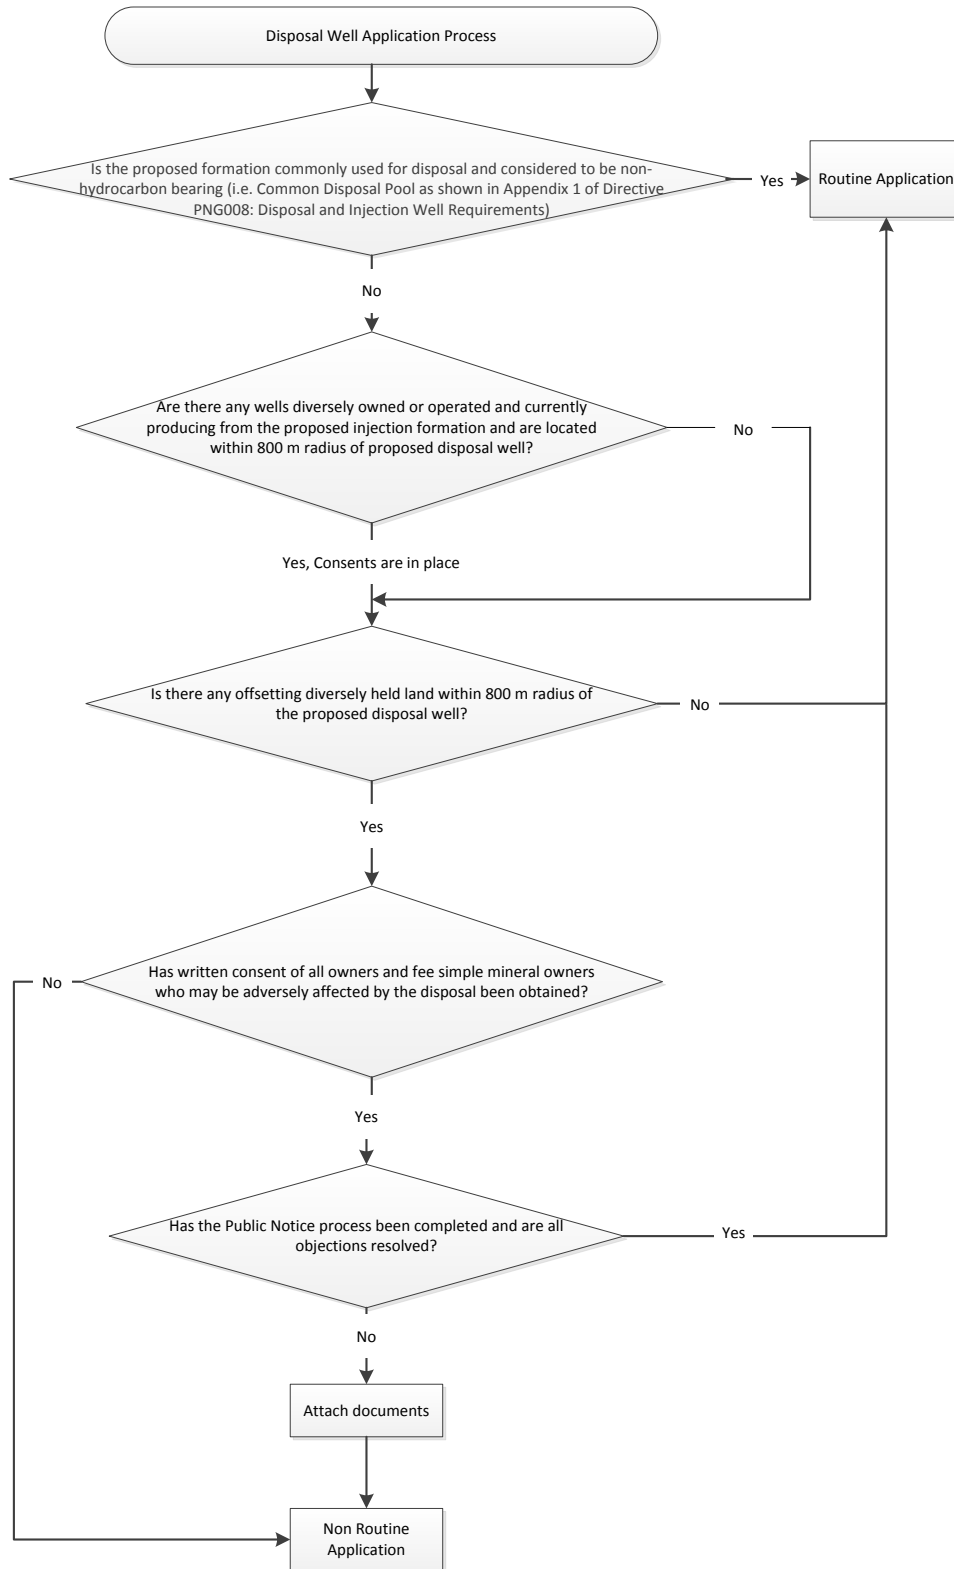 Disposal Well Application Process
Is the proposed formation commonly used for disposal and considered to be non-
hydrocarbon bearing (i.e. Common Disposal Pool as shown in Appendix 1 of Directive
PNG008: Disposal and Injection Well Requirements)
Yes
Routine Application
No
Are there any wells diversely owned or operated and currently
producing from the proposed injection formation and are located
within 800 m radius of proposed disposal well?
No
Yes, Consents are in place
Is there any offsetting diversely held land within 800 m radius of
the proposed disposal well?
No
Yes
Has written consent of all owners and fee simple mineral owners
who may be adversely affected by the disposal been obtained?
No
Yes
Has the Public Notice process been completed and are all
objections resolved?
Yes
No
Attach documents
Non Routine
Application